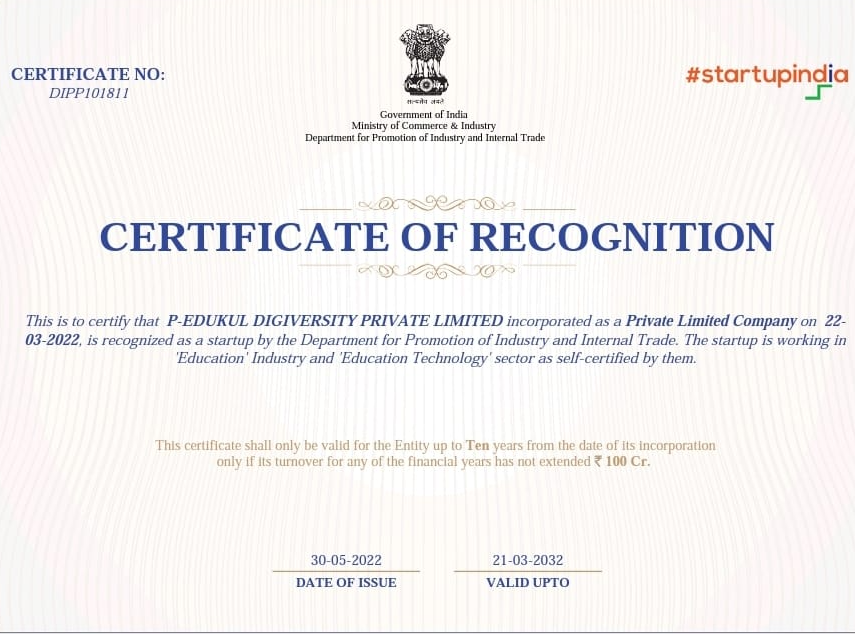 CERTIFICATE NO:
DIPP101811
#startupindia
सत्यमेव जयते
Government of India
Ministry of Commerce & Industry
Department for Promotion of Industry and Internal Trade
CERTIFICATE OF RECOGNITION
This is to certify that P-EDUKUL DIGIVERSITY PRIVATE LIMITED incorporated as a Private Limited Company on 22-
03-2022, is recognized as a startup by the Department for Promotion of Industry and Internal Trade. The startup is working in
'Education' Industry and 'Education Technology' sector as self-certified by them.
This certificate shall only be valid for the Entity up to Ten years from the date of its incorporation
only if its turnover for any of the financial years has not extended ₹ 100 Cr.
30-05-2022
DATE OF ISSUE
21-03-2032
VALID UPTO